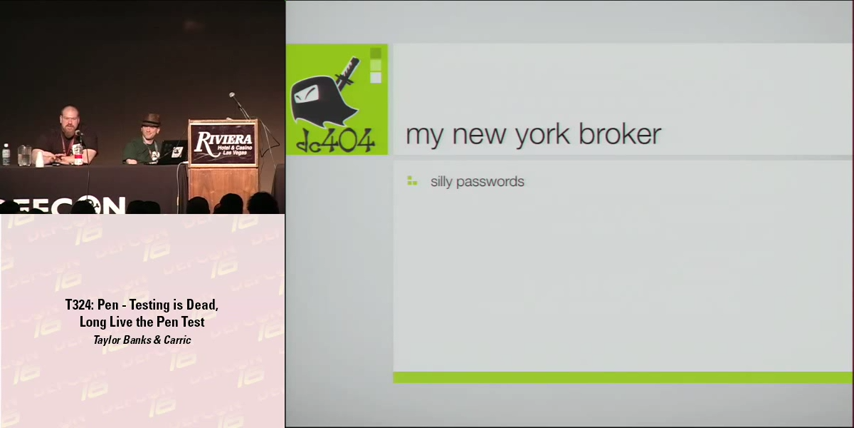 RIVIERA
Hotel & Casino
Las Vegas
DEFCON
T324: Pen - Testing is Dead,
Long Live the Pen Test
Taylor Banks & Carric
dc404
my new york broker
silly passwords